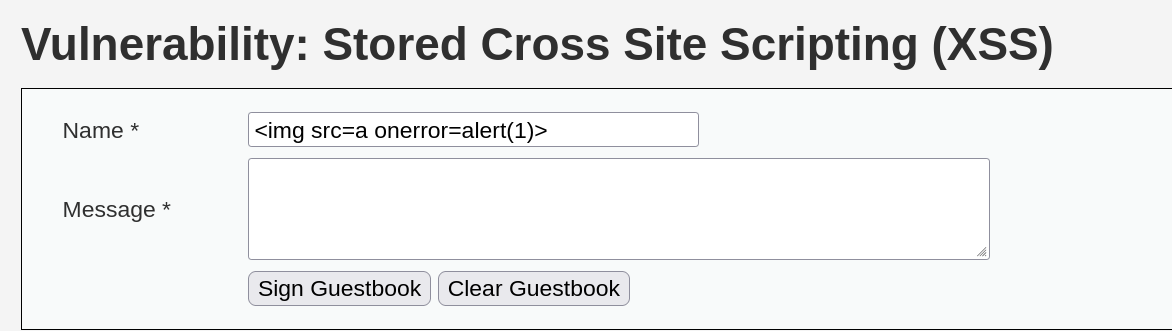 Vulnerability: Stored Cross Site Scripting (XSS)
Name * <img src=a onerror=alert(1)>
Message *
Sign Guestbook Clear Guestbook